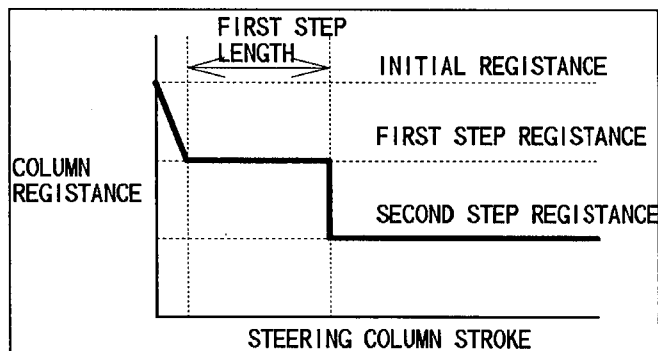 FIRST STEP
LENGTH
INITIAL REGISTANCE
FIRST STEP REGISTANCE
COLUMN
REGISTANCE
SECOND STEP REGISTANCE
STEERING COLUMN STROKE